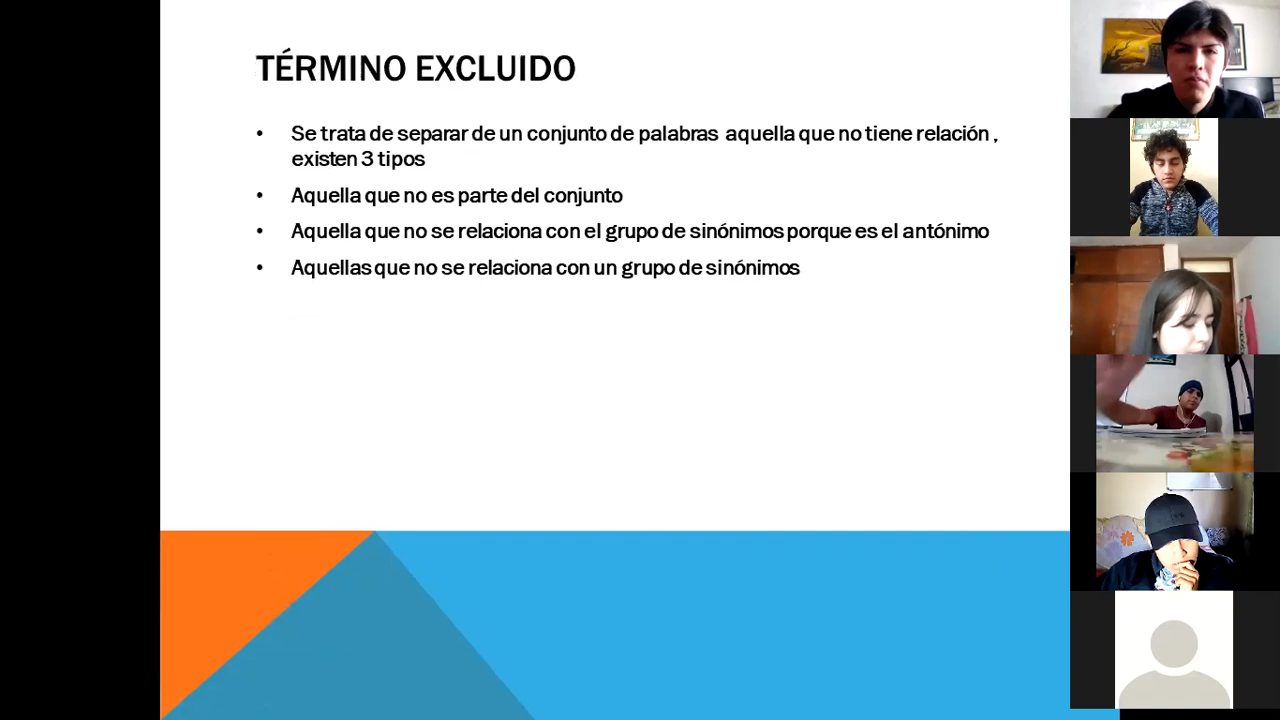 TÉRMINO EXCLUIDO
• Se trata de separar de un conjunto de palabras aquella que no tiene relación ,
existen 3 tipos
• Aquella que no es parte del conjunto
• Aquella que no se relaciona con el grupo de sinónimos porque es el antónimo
• Aquellas que no se relaciona con un grupo de sinónimos